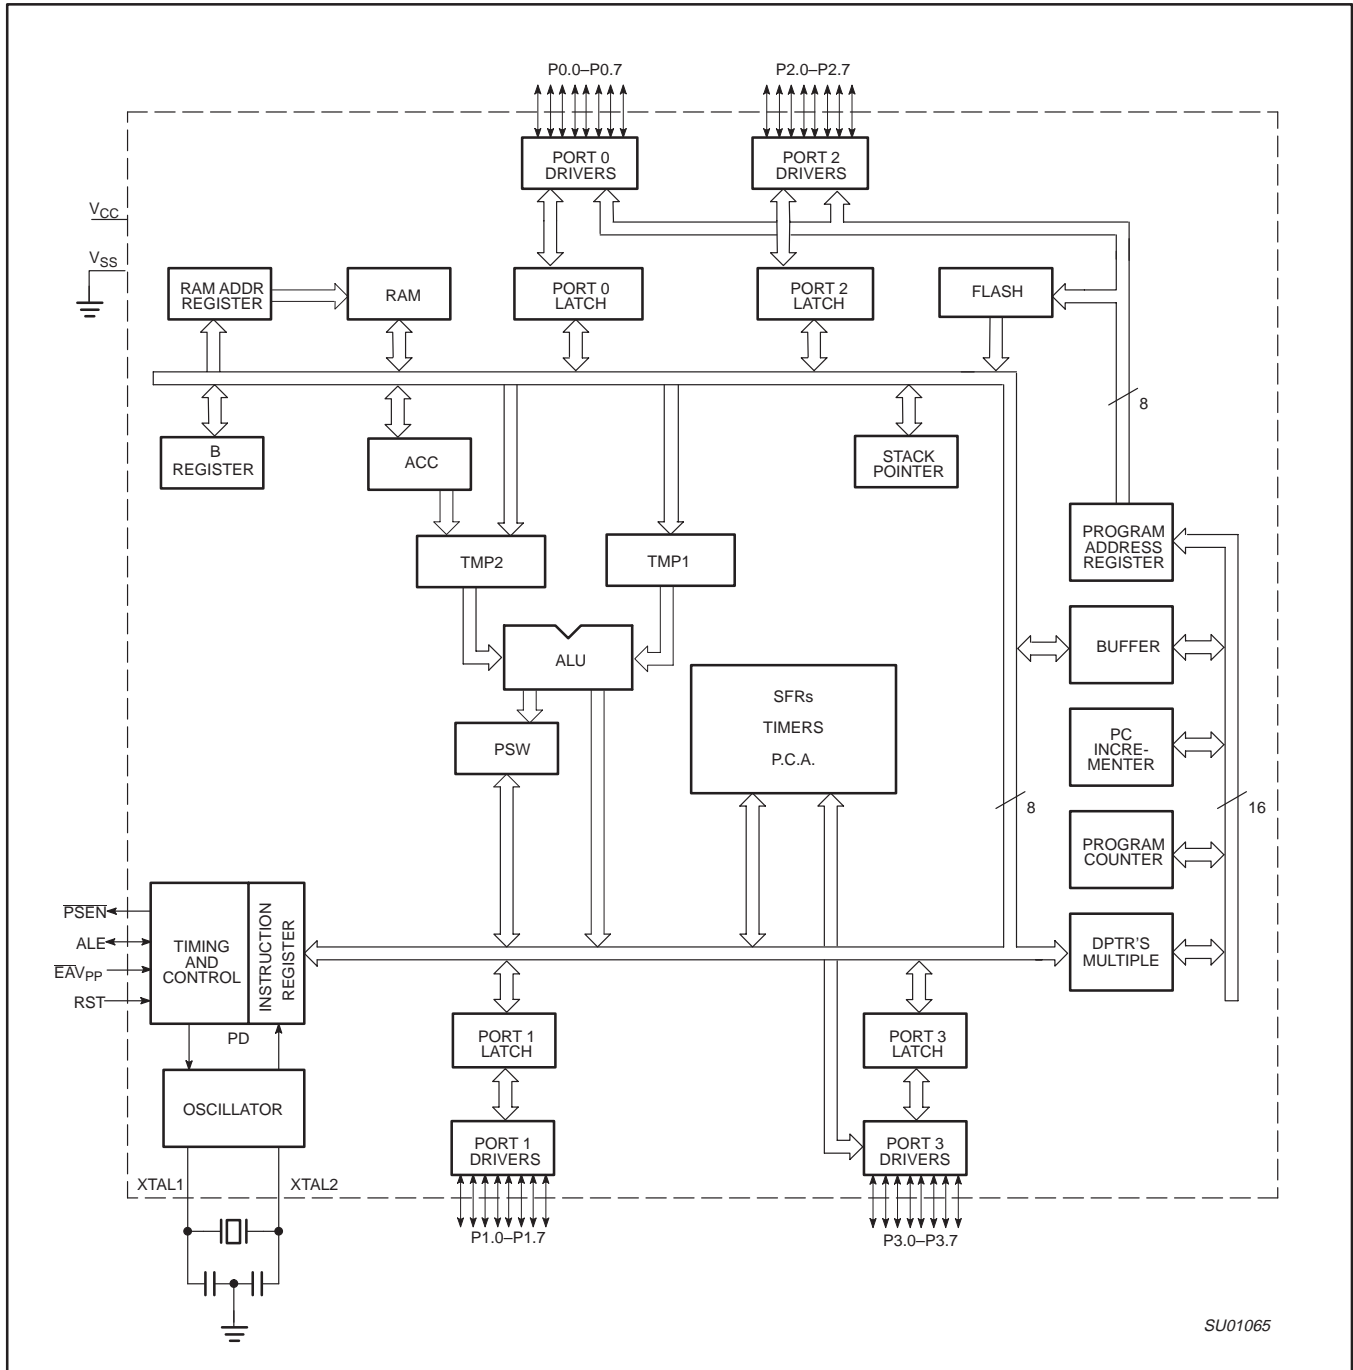 P0.0–P0.7
P2.0–P2.7
PORT 0
DRIVERS
PORT 2
DRIVERS
VCC
VSS
RAM ADDR
REGISTER
RAM
PORT 0
LATCH
PORT 2
LATCH
FLASH
8
B
REGISTER
ACC
STACK
POINTER
PROGRAM
ADDRESS
REGISTER
TMP2
TMP1
BUFFER
ALU
SFRs
TIMERS
P.C.A.
PSW
PC
INCRE-
MENTER
8
16
PROGRAM
COUNTER
PSEN
ALE
EAVPP
RST
TIMING
AND
CONTROL
INSTRUCTION
REGISTER
DPTR'S
MULTIPLE
PD
PORT 1
LATCH
PORT 3
LATCH
OSCILLATOR
PORT 1
DRIVERS
PORT 3
DRIVERS
XTAL1
XTAL2
P1.0–P1.7
P3.0–P3.7
SU01065